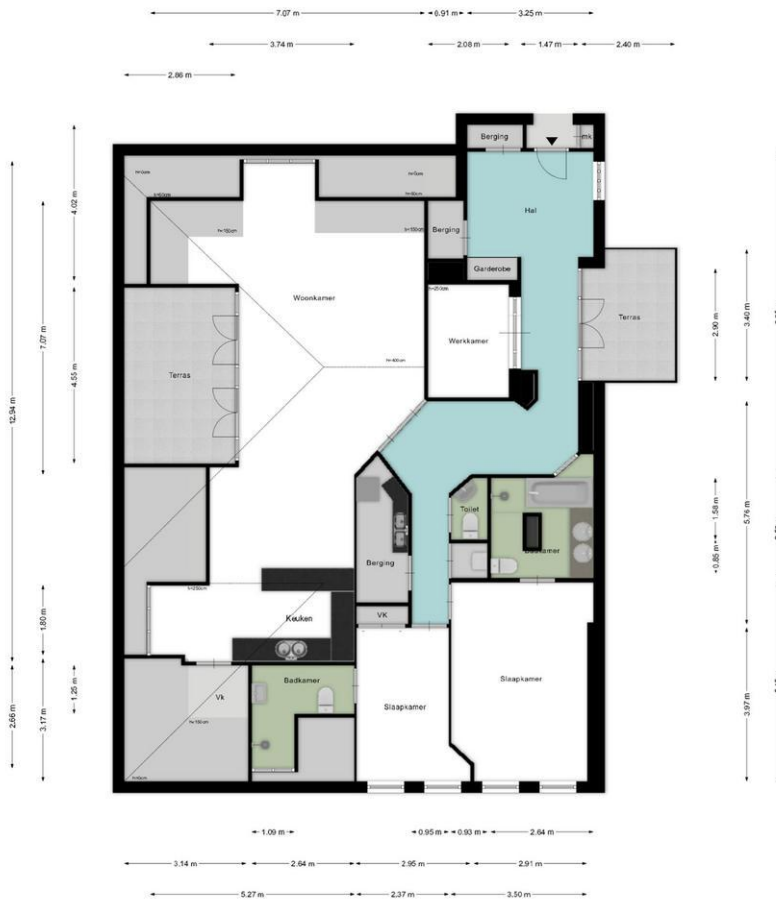 7.07 m
0.91 m
3.25 m
3.74 m
2.08 m
1.47 m
2.40 m
2.86 m
Berging
mk
Hal
Berging
Garderobe
h=150cm
h=150cm
Woonkamer
Werkkamer
Terras
Terras
Toilet
Badkamer
Berging
Keuken
VK
Vk
Badkamer
Slaapkamer
Slaapkamer
4.02 m
7.07 m
4.55 m
12.94 m
1.80 m
1.25 m
3.17 m
2.66 m
2.90 m
3.40 m
1.58 m
0.85 m
5.76 m
3.97 m
1.09 m
0.95 m
0.93 m
2.64 m
3.14 m
2.64 m
2.95 m
2.91 m
5.27 m
2.37 m
3.50 m